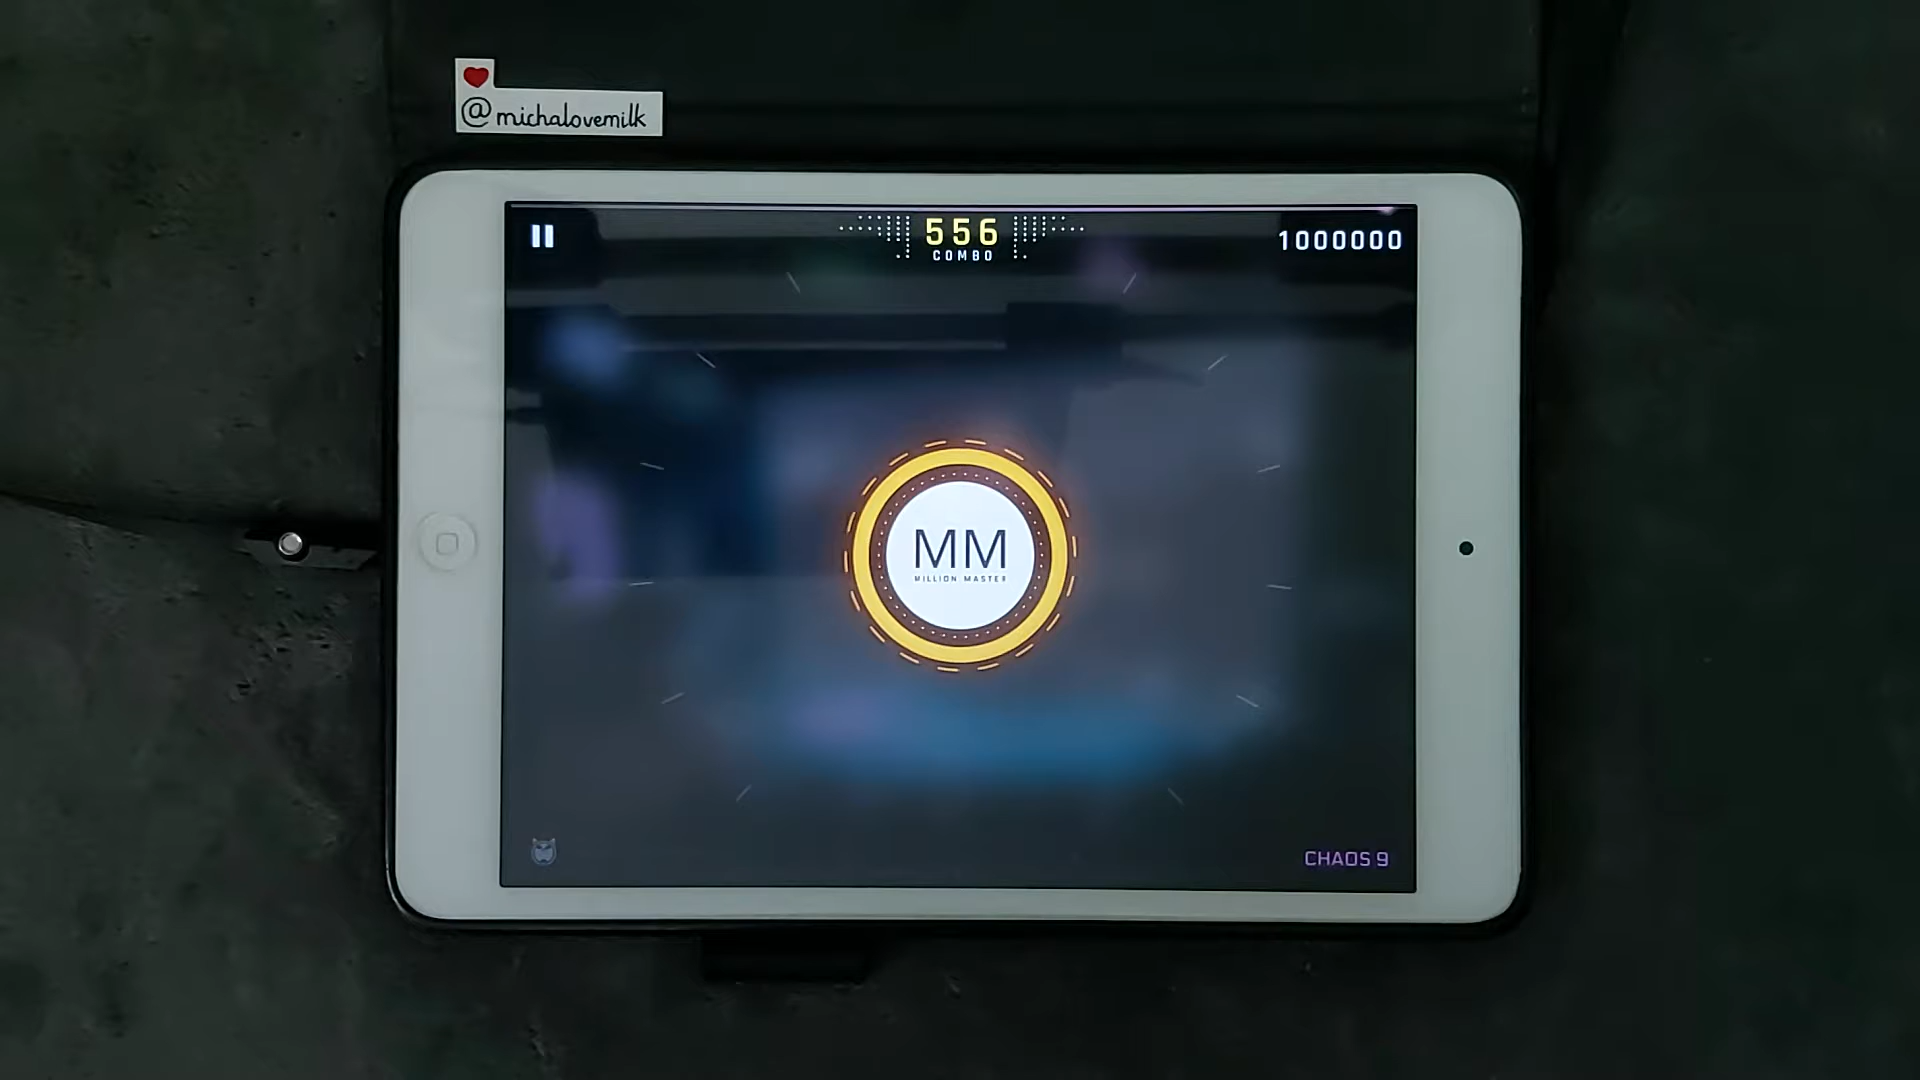 @michalovemilk
556
COMBO
1000000
MM
MILLION MASTER
CHAOS 9